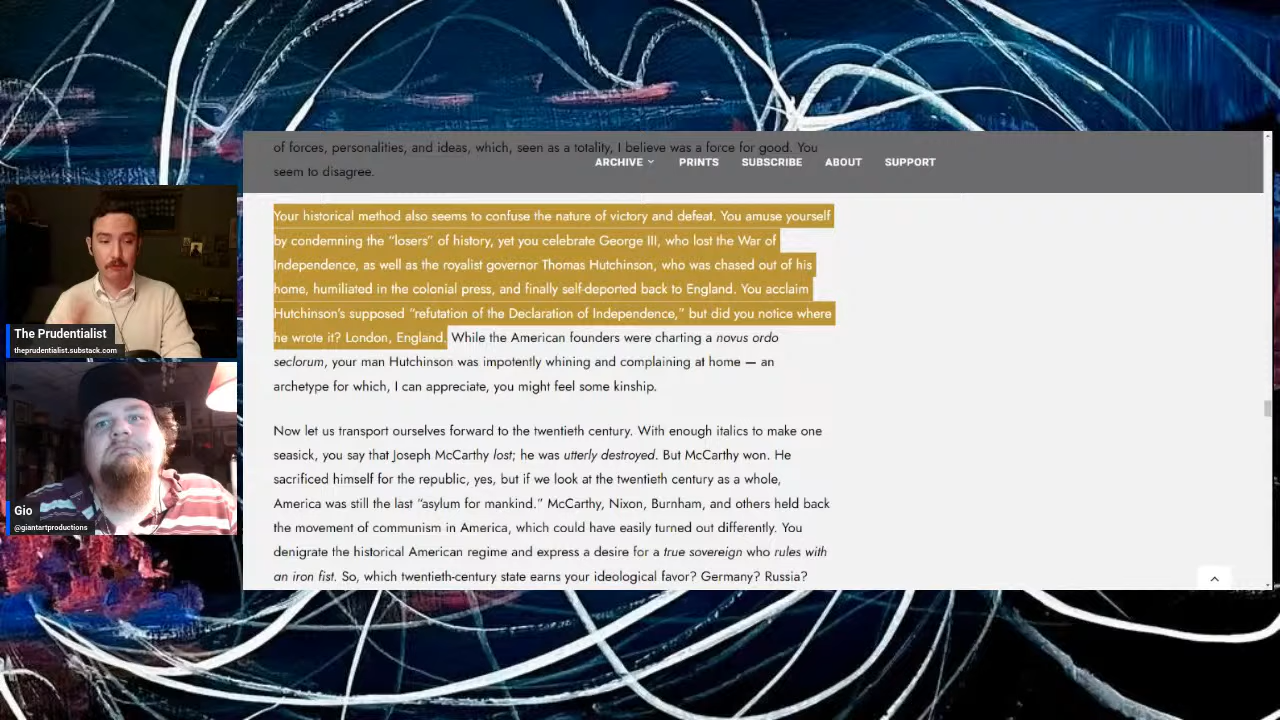 of forces, personalities, and ideas, which, seen as a totality, I believe was a force for good. You
seem to disagree.
ARCHIVE PRINTS SUBSCRIBE ABOUT SUPPORT
Your historical method also seems to confuse the nature of victory and defeat. You amuse yourself
by condemning the “losers” of history, yet you celebrate George III, who lost the War of
Independence, as well as the royalist governor Thomas Hutchinson, who was chased out of his
home, humiliated in the colonial press, and finally self-deported back to England. You acclaim
Hutchinson’s supposed “refutation of the Declaration of Independence,” but did you notice where
he wrote it? London, England. While the American founders were charting a novus ordo
seclorum, your man Hutchinson was impotently whining and complaining at home — an
archetype for which, I can appreciate, you might feel some kinship.
Now let us transport ourselves forward to the twentieth century. With enough italics to make one
seasick, you say that Joseph McCarthy lost; he was utterly destroyed. But McCarthy won. He
sacrificed himself for the republic, yes, but if we look at the twentieth century as a whole,
America was still the last “asylum for mankind.” McCarthy, Nixon, Burnham, and others held back
the movement of communism in America, which could have easily turned out differently. You
denigrate the historical American regime and express a desire for a true sovereign who rules with
an iron fist. So, which twentieth-century state earns your ideological favor? Germany? Russia?
The Prudentialist
theprudentialist.substack.com
Gio
@giantartproductions